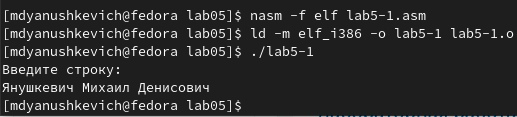 [mdyanushkevich@fedora lab05]$ nasm -f elf lab5-1.asm
[mdyanushkevich@fedora lab05]$ ld -m elf_i386 -o lab5-1 lab5-1.o
[mdyanushkevich@fedora lab05]$ ./lab5-1
Введите строку:
Янушкевич Михаил Денисович
[mdyanushkevich@fedora lab05]$